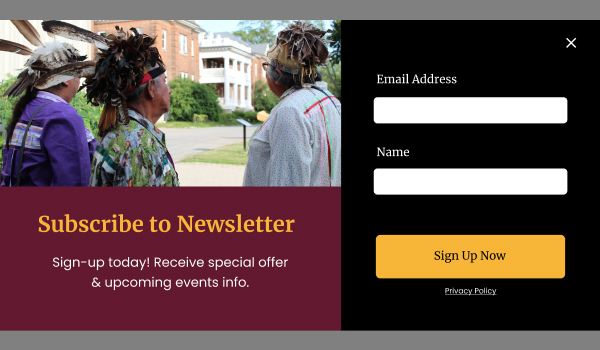 Subscribe to Newsletter
Sign-up today! Receive special offer
& upcoming events info.
Email Address
Name
Sign Up Now
Privacy Policy